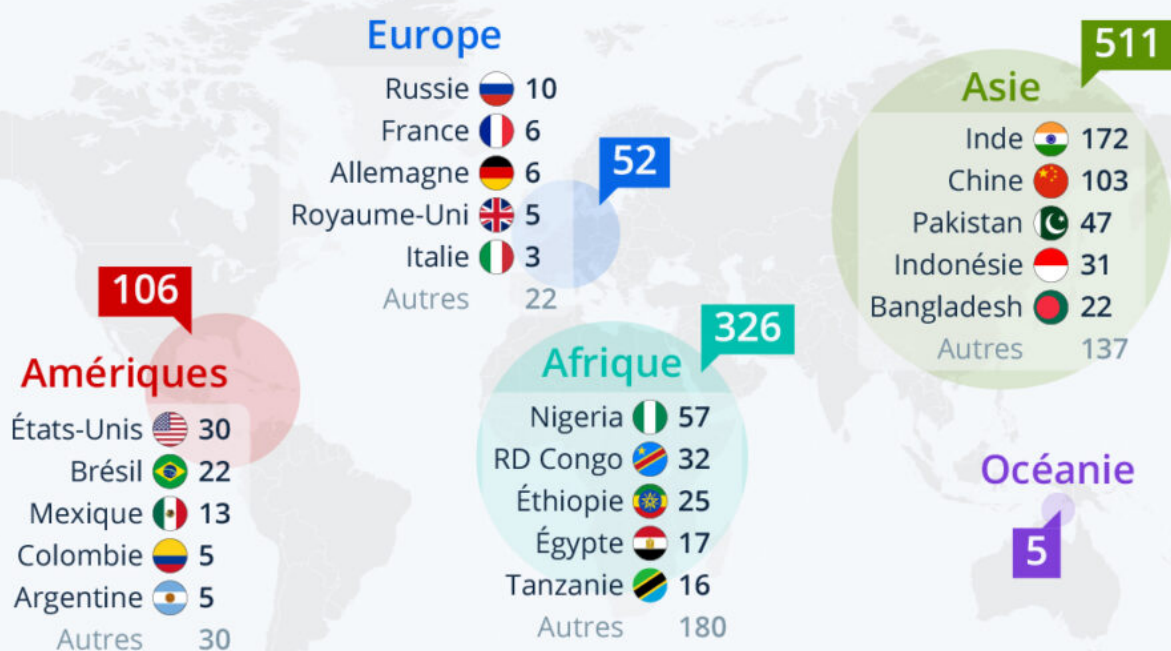 Europe
Russie 10
France 6
Allemagne 6
Royaume-Uni 5
Italie 3
Autres 22
52
511
Asie
Inde 172
Chine 103
Pakistan 47
Indonésie 31
Bangladesh 22
Autres 137
106
Amériques
États-Unis 30
Brésil 22
Mexique 13
Colombie 5
Argentine 5
Autres 30
326
Afrique
Nigeria 57
RD Congo 32
Éthiopie 25
Égypte 17
Tanzanie 16
Autres 180
Océanie
5